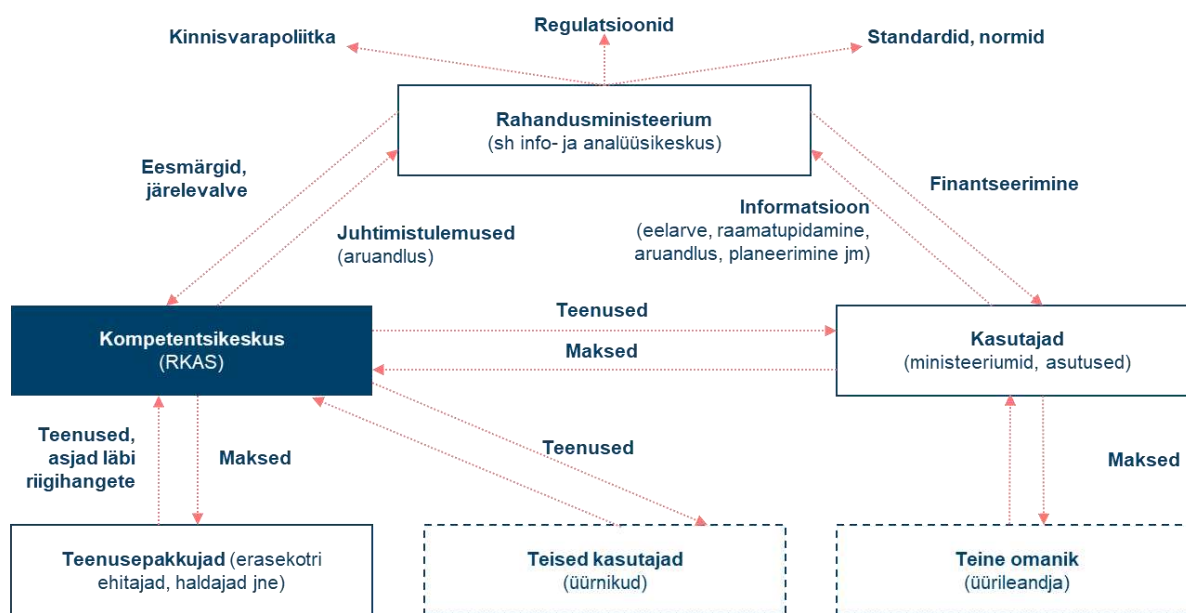 Regulatsioonid
Kinnisvarapoliitka
Standardid, normid
Rahandusministeerium
(sh info- ja analüüsikeskus)
Eesmärgid,
järelevalve
Finantseerimine
Informatsioon
(eelarve, raamatupidamine,
aruandlus, planeerimine jm)
Juhtimistulemused
(aruandlus)
Kompetentsikeskus
(RKAS)
Teenused
Maksed
Kasutajad
(ministeeriumid, asutused)
Teenused,
asjad läbi
riigihangete
Maksed
Teenused
Maksed
Teenusepakkujad (erasekotri
ehitajad, haldajad jne)
Teised kasutajad
(üürnikud)
Teine omanik
(üürileandja)